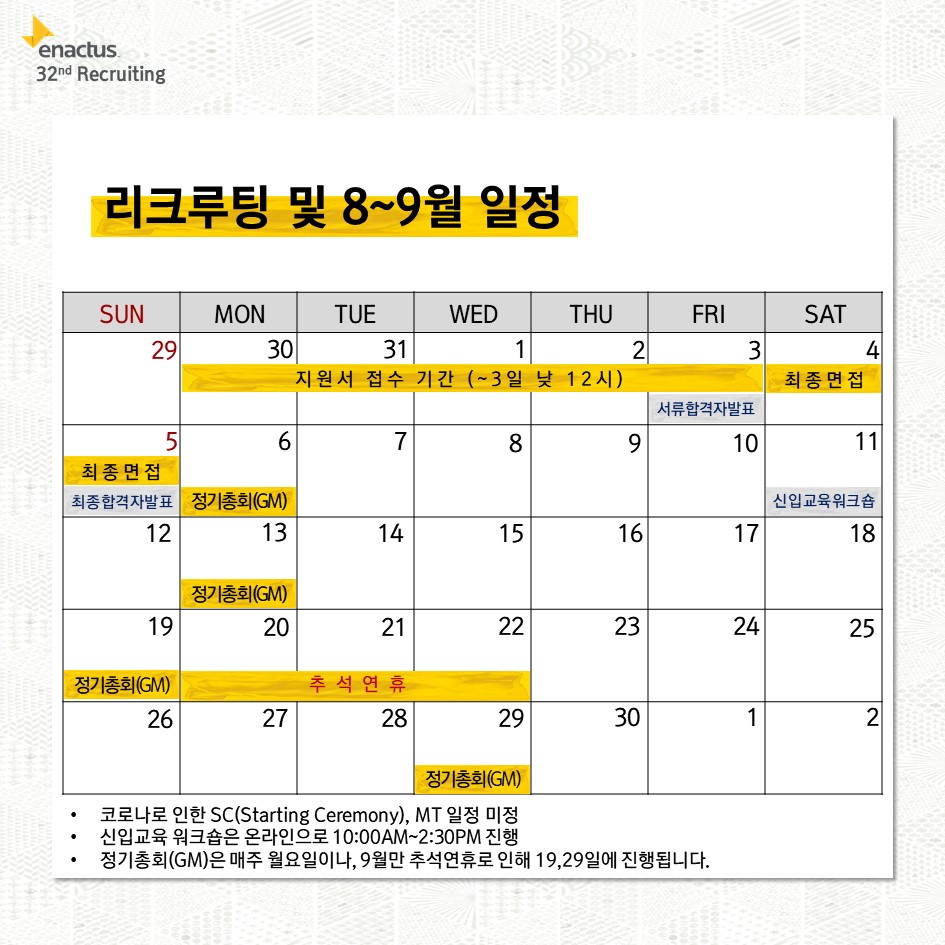 enactus
32nd Recruiting
리크루팅 및 8~9월 일정
SUN MON TUE WED THU FRI SAT
29 30 31 1 2 3 4
지원서 접수 기간 (~3일 낮 12시) 최종면접
서류합격자발표
5 6 7 8 9 10 11
최종면접
최종합격자발표 정기총회(GM) 신입교육워크숍
12 13 14 15 16 17 18
정기총회(GM)
19 20 21 22 23 24 25
정기총회(GM) 추석연휴
26 27 28 29 30 1 2
정기총회(GM)
• 코로나로 인한 SC(Starting Ceremony), MT 일정 미정
• 신입교육 워크숍은 온라인으로 10:00AM~2:30PM 진행
• 정기총회(GM)은 매주 월요일이나, 9월만 추석연휴로 인해 19,29일에 진행됩니다.